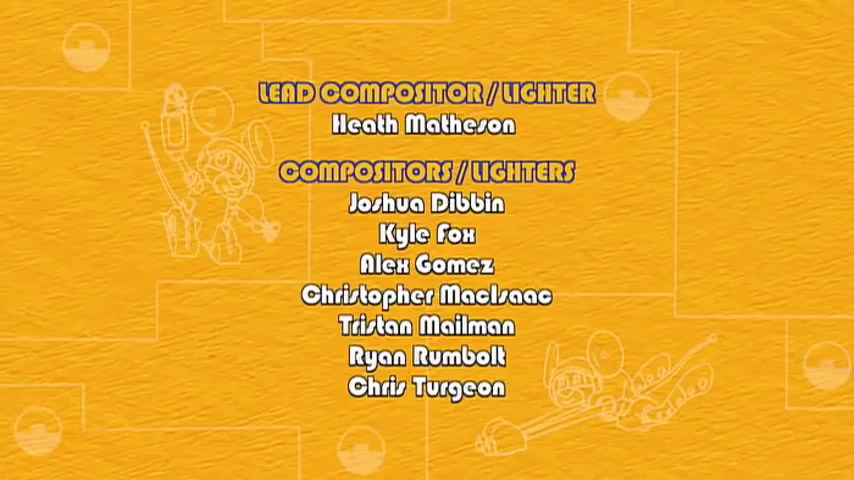 LEAD COMPOSITOR / LIGHTER
Heath Matheson
COMPOSITORS / LIGHTERS
Joshua Dibbin
Kyle Fox
Alex Gomez
Christopher MacIsaac
Tristan Mailman
Ryan Rumbolt
Chris Turgeon